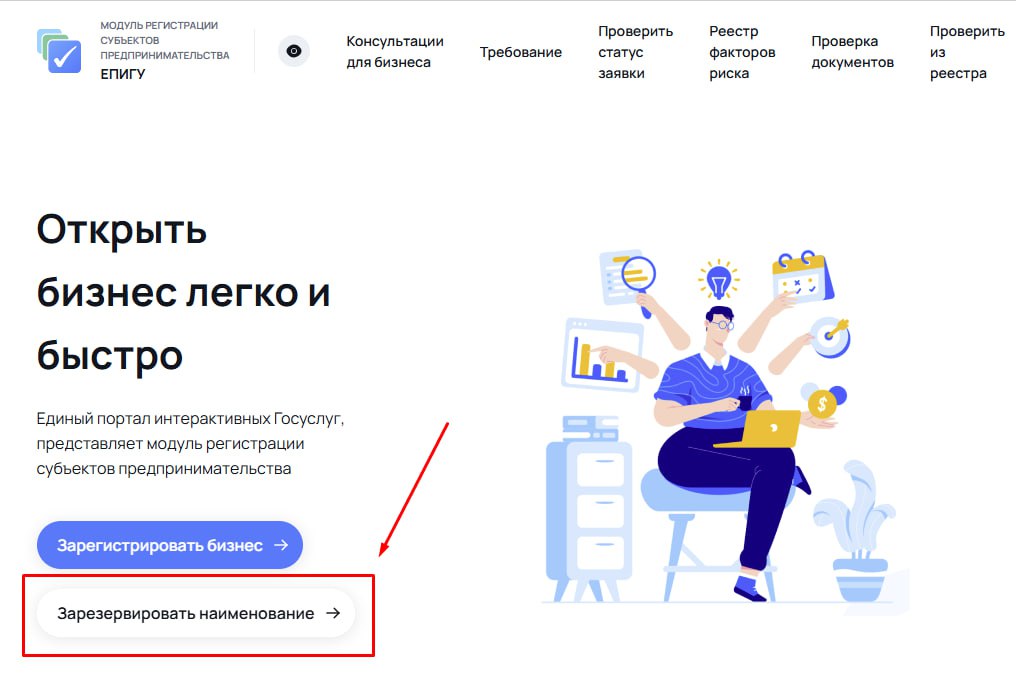 МОДУЛЬ РЕГИСТРАЦИИ
СУБЪЕКТОВ
ПРЕДПРИНИМАТЕЛЬСТВА
ЕПИГУ
Консультации
для бизнеса
Требование
Проверить
статус
заявки
Реестр
факторов
риска
Проверка
документов
Проверить
из
реестра
Открыть
бизнес легко и
быстро
Единый портал интерактивных Госуслуг,
представляет модуль регистрации
субъектов предпринимательства
Зарегистрировать бизнес →
Зарезервировать наименование →